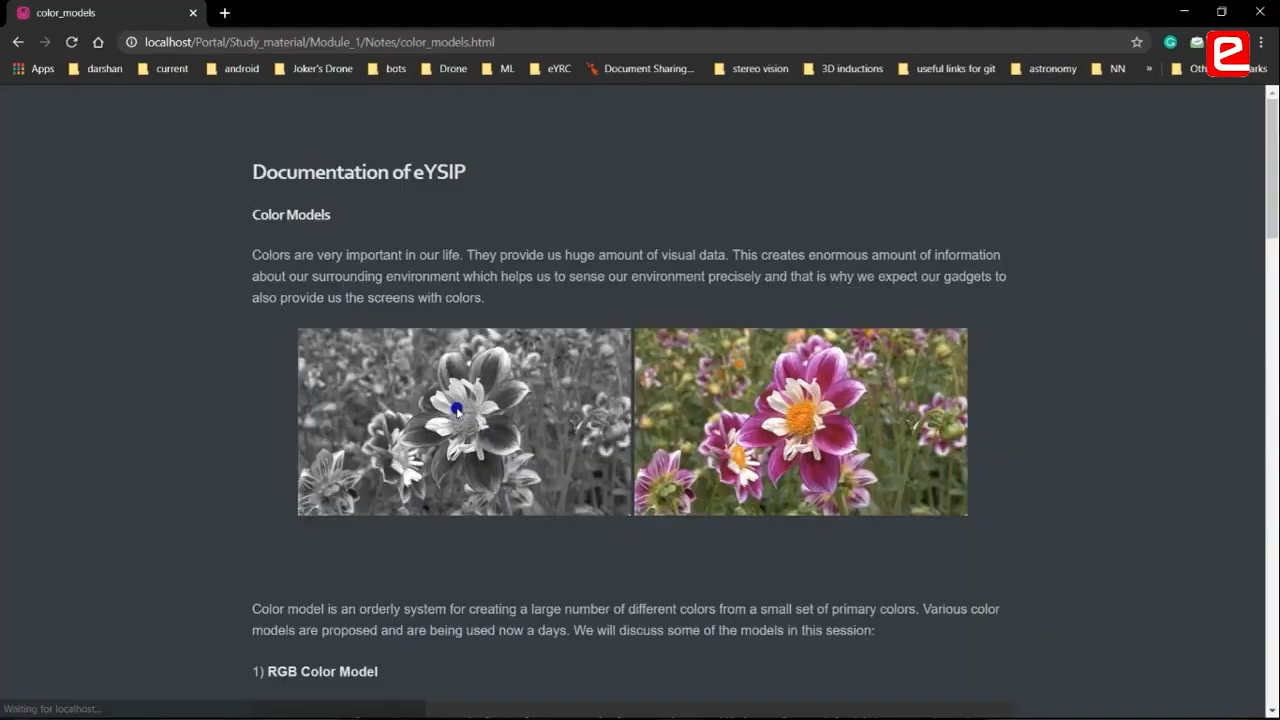 color_models
localhost/Portal/Study_material/Module_1/Notes/color_models.html
Apps darshan current android Joker's Drone bots Drone ML eYRC Document Sharing... stereo vision 3D inductions useful links for git astronomy NN »
Documentation of eYSIP
Color Models
Colors are very important in our life. They provide us huge amount of visual data. This creates enormous amount of information
about our surrounding environment which helps us to sense our environment precisely and that is why we expect our gadgets to
also provide us the screens with colors.
Color model is an orderly system for creating a large number of different colors from a small set of primary colors. Various color
models are proposed and are being used now a days. We will discuss some of the models in this session:
1) RGB Color Model
Waiting for localhost...